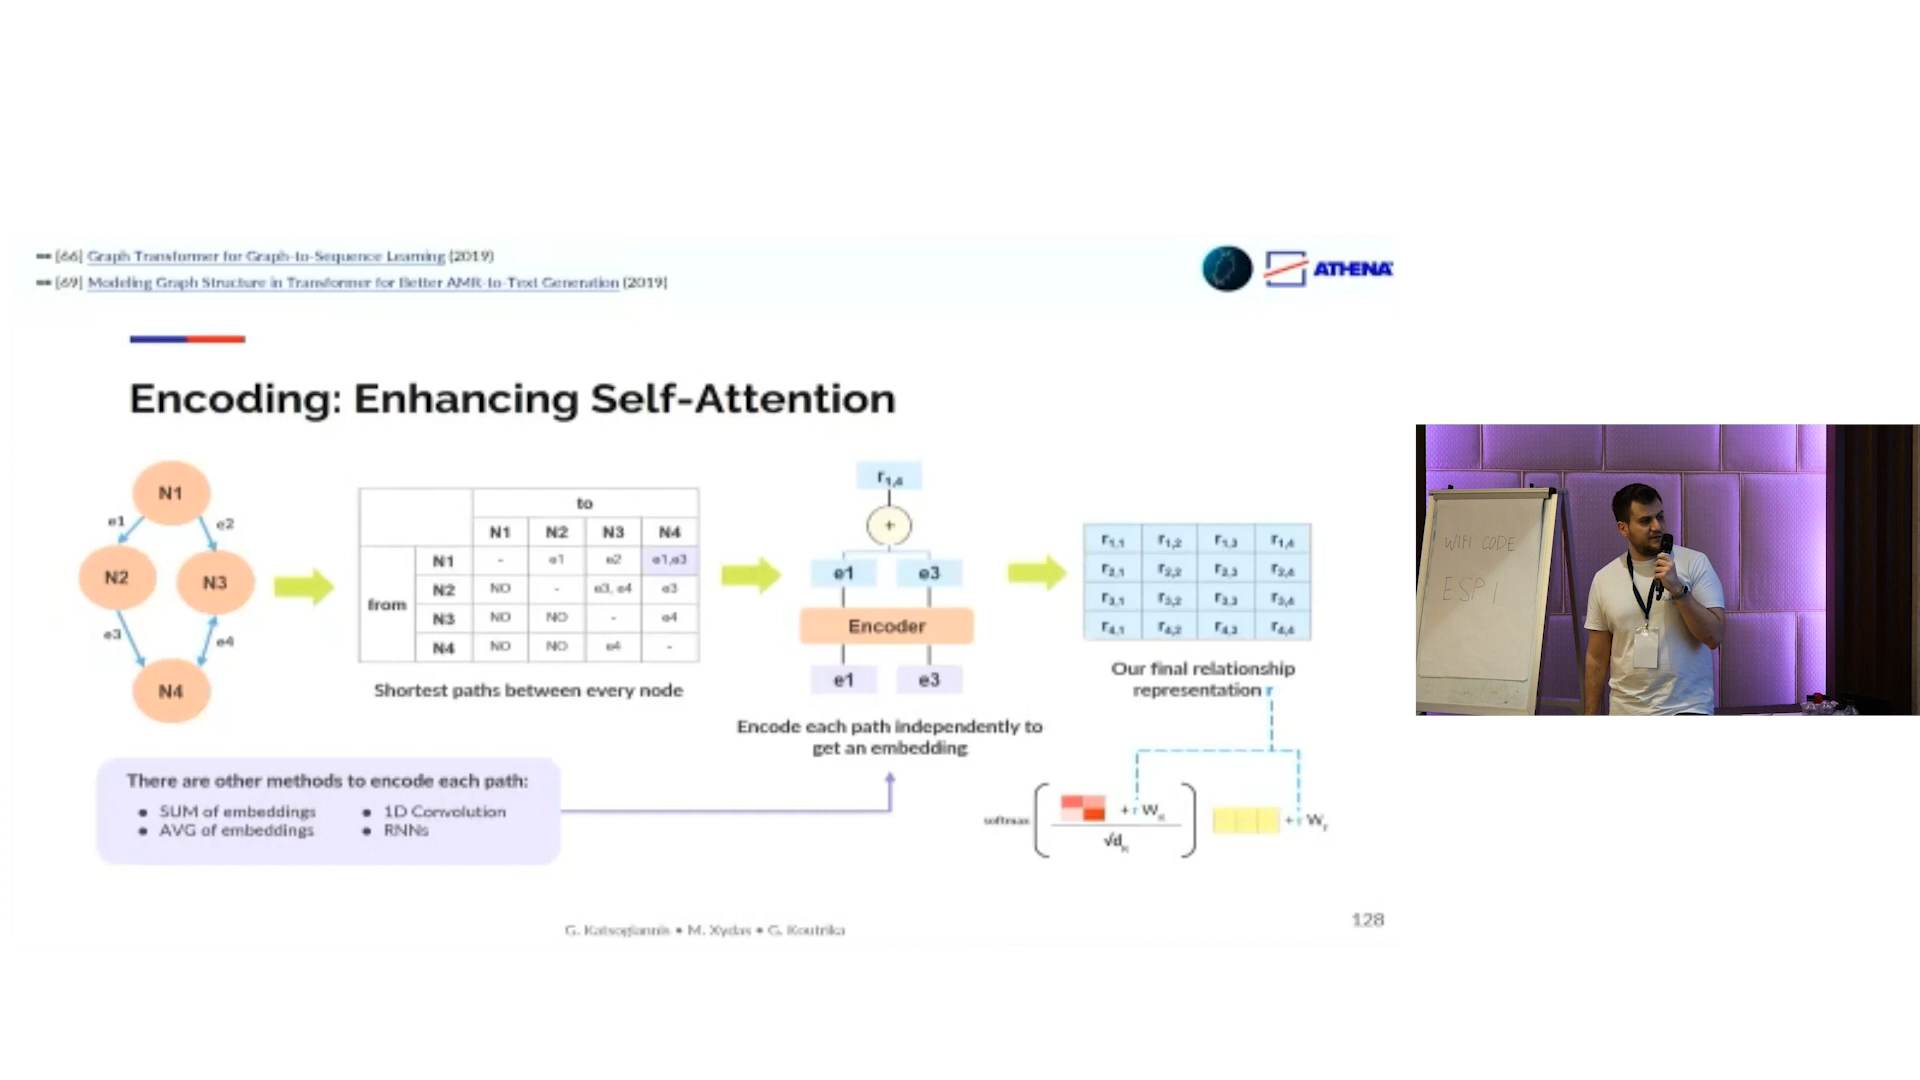 [66] Graph Transformer for Graph-to-Sequence Learning (2019)
[69] Modeling Graph Structure in Transformer for Better AMR-to-Text Generation (2019)
ATHENA
Encoding: Enhancing Self-Attention
N1
e1 e2
N2 N3
e3 e4
N4
to
N1 N2 N3 N4
from
N1 - e1 e2 e1,e3
N2 NO - e3, e4 e3
N3 NO NO - e4
N4 NO NO e4 -
Shortest paths between every node
r1,4
+
e1 e3
Encoder
e1 e3
Encode each path independently to
get an embedding
r1,1 r1,2 r1,3 r1,4
r2,1 r2,2 r2,3 r2,4
r3,1 r3,2 r3,3 r3,4
r4,1 r4,2 r4,3 r4,4
Our final relationship
representation r
There are other methods to encode each path:
● SUM of embeddings ● 1D Convolution
● AVG of embeddings ● RNNs
softmax ( + r W / √d ) + r W
G. Katsogiannis • M. Xydas • G. Koutrika
128
WIFI CODE
ESPI